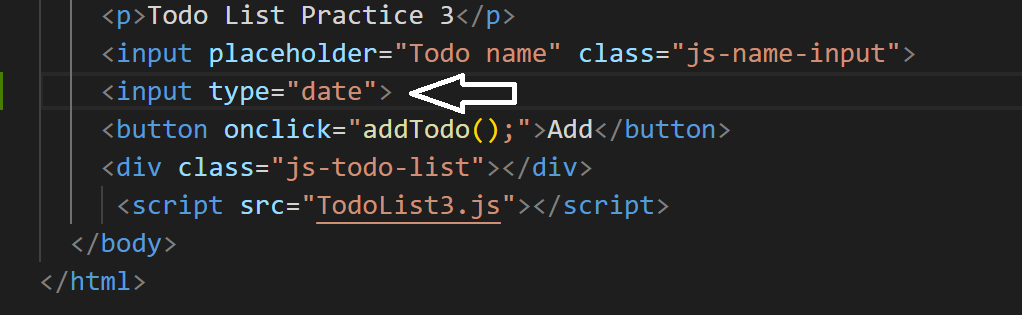 <p>Todo List Practice 3</p>
<input placeholder="Todo name" class="js-name-input">
<input type="date">
<button onclick="addTodo();">Add</button>
<div class="js-todo-list"></div>
<script src="TodoList3.js"></script>
</body>
</html>